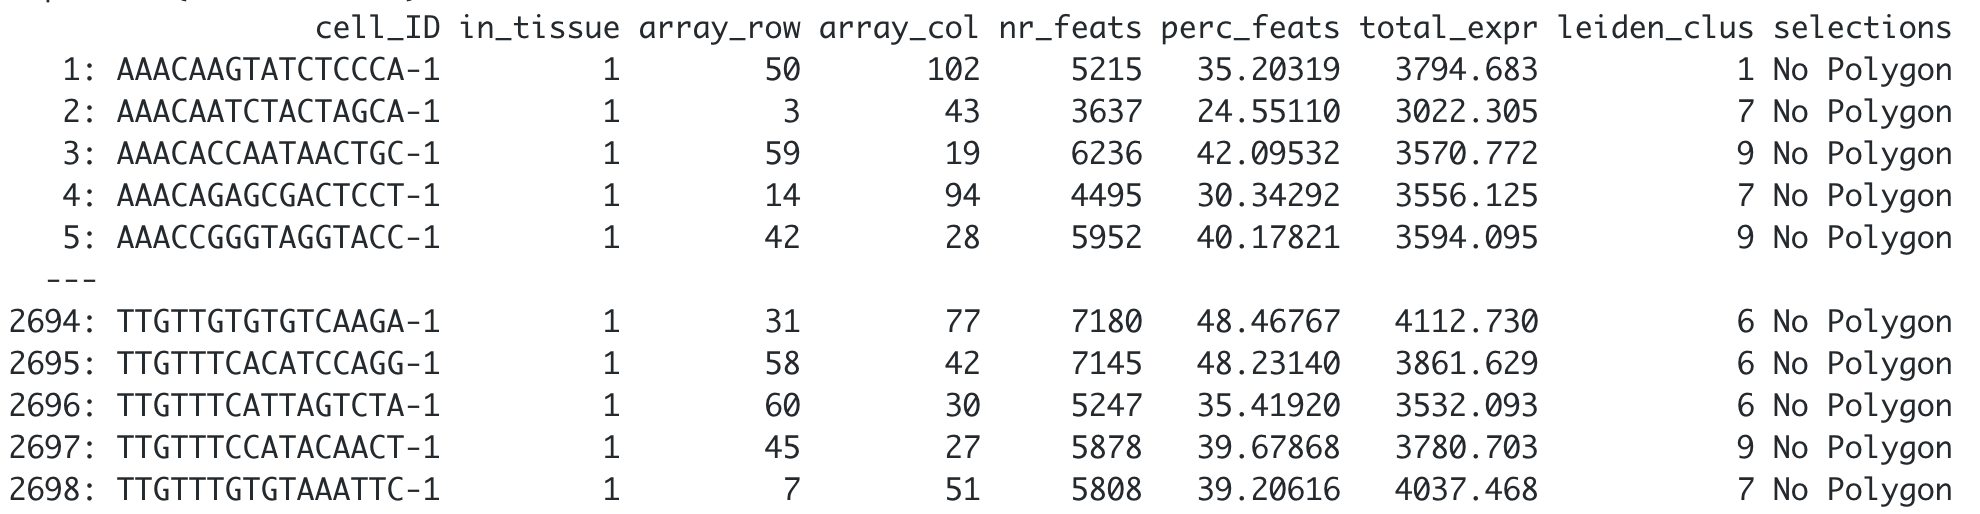 cell_ID in_tissue array_row array_col nr_feats perc_feats total_expr leiden_clus selections
1: AAACAAGTATCTCCCA-1 1 50 102 5215 35.20319 3794.683 1 No Polygon
2: AAACAATCTACTAGCA-1 1 3 43 3637 24.55110 3022.305 7 No Polygon
3: AAACACCAATAACTGC-1 1 59 19 6236 42.09532 3570.772 9 No Polygon
4: AAACAGAGCGACTCCT-1 1 14 94 4495 30.34292 3556.125 7 No Polygon
5: AAACCGGGTAGGTACC-1 1 42 28 5952 40.17821 3594.095 9 No Polygon
---
2694: TTGTTGTGTGTCAAGA-1 1 31 77 7180 48.46767 4112.730 6 No Polygon
2695: TTGTTTCACATCCAGG-1 1 58 42 7145 48.23140 3861.629 6 No Polygon
2696: TTGTTTCATTAGTCTA-1 1 60 30 5247 35.41920 3532.093 6 No Polygon
2697: TTGTTTCCATACAACT-1 1 45 27 5878 39.67868 3780.703 9 No Polygon
2698: TTGTTTGTGTAAATTC-1 1 7 51 5808 39.20616 4037.468 7 No Polygon